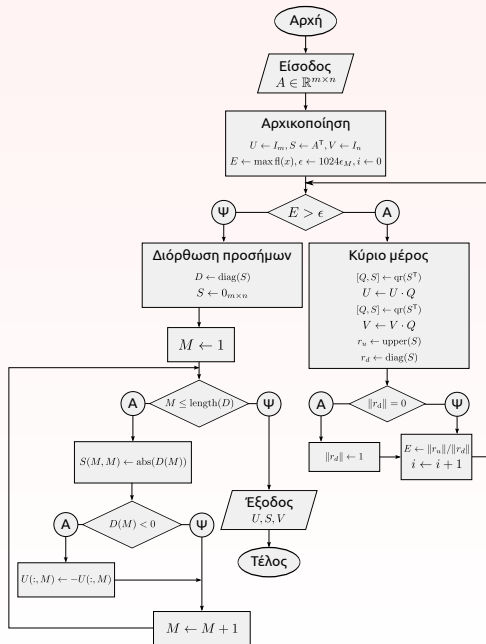 Αρχή
Είσοδος
A ∈ ℝ^{m×n}
Αρχικοποίηση
U ← I_m, S ← A^T, V ← I_n
E ← max fl(x), ϵ ← 1024ϵ_M, i ← 0
E > ϵ
Ψ
Α
Διόρθωση προσήμων
D ← diag(S)
S ← 0_{m×n}
Κύριο μέρος
[Q, S] ← qr(S^T)
U ← U · Q
[Q, S] ← qr(S^T)
V ← V · Q
r_u ← upper(S)
r_d ← diag(S)
M ← 1
M ≤ length(D)
Α
Ψ
‖r_d‖ = 0
Α
Ψ
‖r_d‖ ← 1
E ← ‖r_u‖/‖r_d‖
i ← i + 1
S(M, M) ← abs(D(M))
D(M) < 0
Α
Ψ
U(:, M) ← −U(:, M)
M ← M + 1
Έξοδος
U, S, V
Τέλος